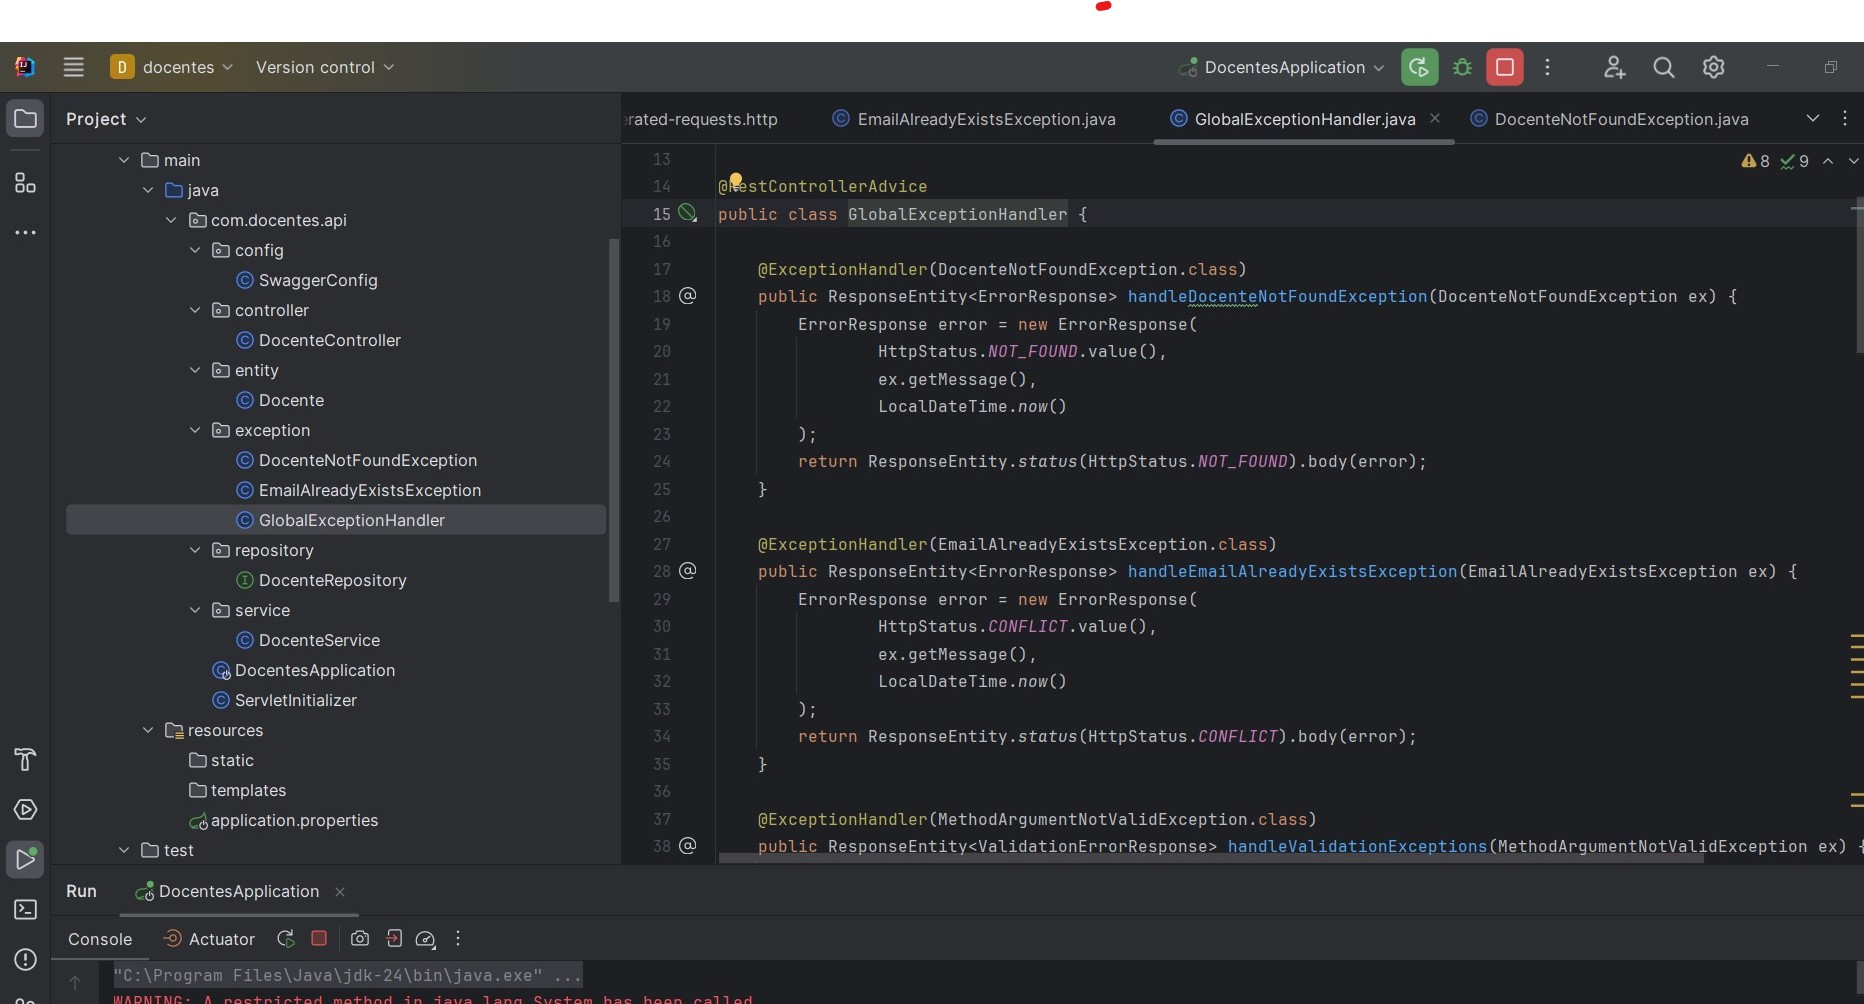 D docentes Version control DocentesApplication
Project
erated-requests.http EmailAlreadyExistsException.java GlobalExceptionHandler.java DocenteNotFoundException.java
main
java
com.docentes.api
config
SwaggerConfig
controller
DocenteController
entity
Docente
exception
DocenteNotFoundException
EmailAlreadyExistsException
GlobalExceptionHandler
repository
DocenteRepository
service
DocenteService
DocentesApplication
ServletInitializer
resources
static
templates
application.properties
test
8 9
13
14 @RestControllerAdvice
15 public class GlobalExceptionHandler {
16
17 @ExceptionHandler(DocenteNotFoundException.class)
18 public ResponseEntity<ErrorResponse> handleDocenteNotFoundException(DocenteNotFoundException ex) {
19 ErrorResponse error = new ErrorResponse(
20 HttpStatus.NOT_FOUND.value(),
21 ex.getMessage(),
22 LocalDateTime.now()
23 );
24 return ResponseEntity.status(HttpStatus.NOT_FOUND).body(error);
25 }
26
27 @ExceptionHandler(EmailAlreadyExistsException.class)
28 public ResponseEntity<ErrorResponse> handleEmailAlreadyExistsException(EmailAlreadyExistsException ex) {
29 ErrorResponse error = new ErrorResponse(
30 HttpStatus.CONFLICT.value(),
31 ex.getMessage(),
32 LocalDateTime.now()
33 );
34 return ResponseEntity.status(HttpStatus.CONFLICT).body(error);
35 }
36
37 @ExceptionHandler(MethodArgumentNotValidException.class)
38 public ResponseEntity<ValidationErrorResponse> handleValidationExceptions(MethodArgumentNotValidException ex) {
Run DocentesApplication
Console Actuator
"C:\Program Files\Java\jdk-24\bin\java.exe" ...
WARNING: A restricted method in java.lang.System has been called